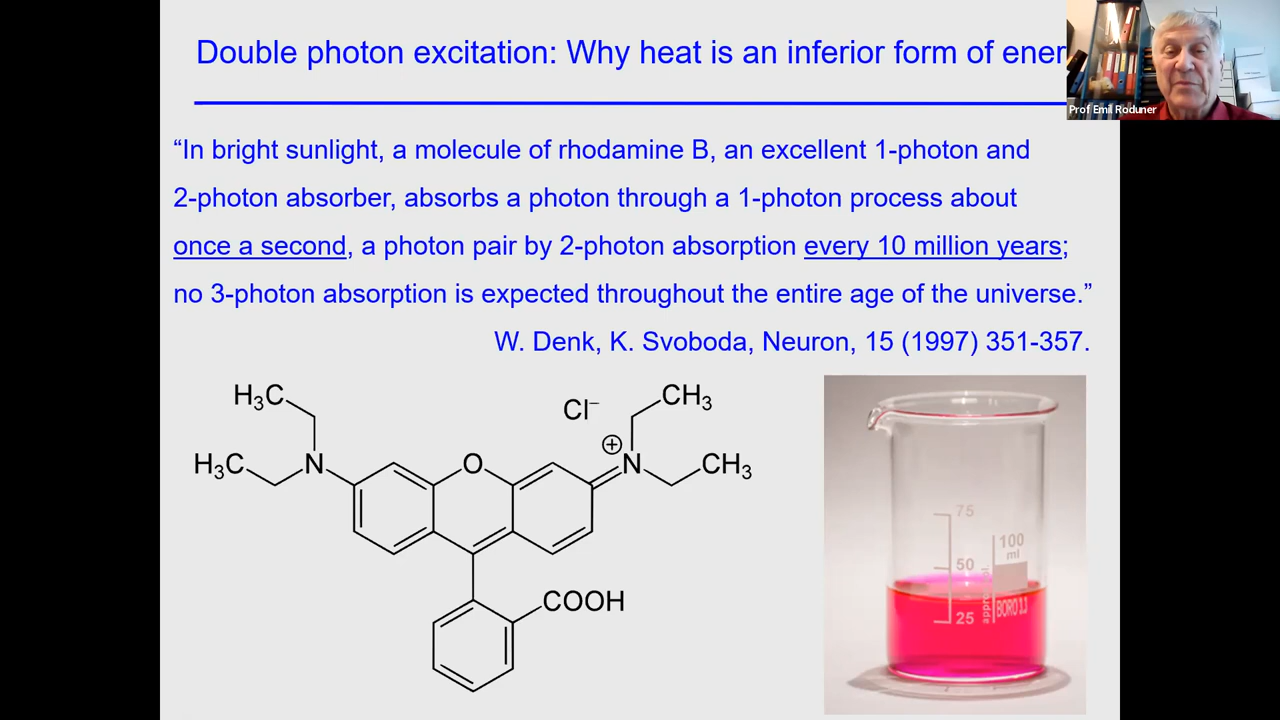 Double photon excitation: Why heat is an inferior form of ener
Prof Emil Roduner
“In bright sunlight, a molecule of rhodamine B, an excellent 1-photon and
2-photon absorber, absorbs a photon through a 1-photon process about
once a second, a photon pair by 2-photon absorption every 10 million years;
no 3-photon absorption is expected throughout the entire age of the universe.”
W. Denk, K. Svoboda, Neuron, 15 (1997) 351-357.
H₃C
Cl⁻
CH₃
H₃C
N
O
⊕
N
CH₃
COOH
75
100
ml
50
approx.
BORO 3.3
25